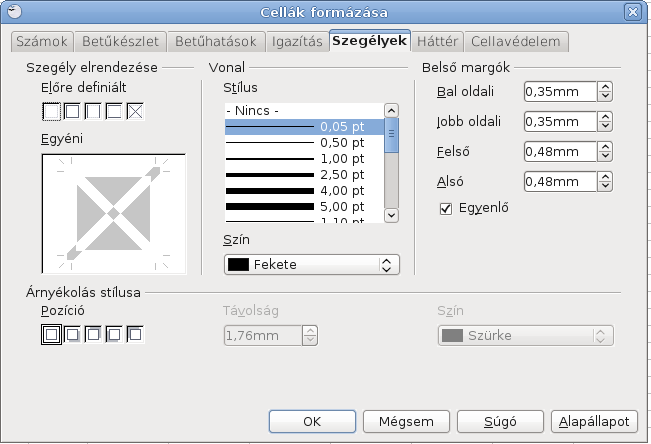 Cellák formázása
Számok Betűkészlet Betűhatások Igazítás Szegélyek Háttér Cellavédelem
Szegély elrendezése Vonal Belső margók
Előre definiált Stílus Bal oldali 0,35mm
- Nincs -
0,05 pt Jobb oldali 0,35mm
Egyéni 0,50 pt
1,00 pt Felső 0,48mm
2,50 pt
4,00 pt Alsó 0,48mm
5,00 pt Egyenlő
1,10 pt
Szín
Fekete
Árnyékolás stílusa
Pozíció Távolság Szín
1,76mm Szürke
OK Mégsem Súgó Alapállapot